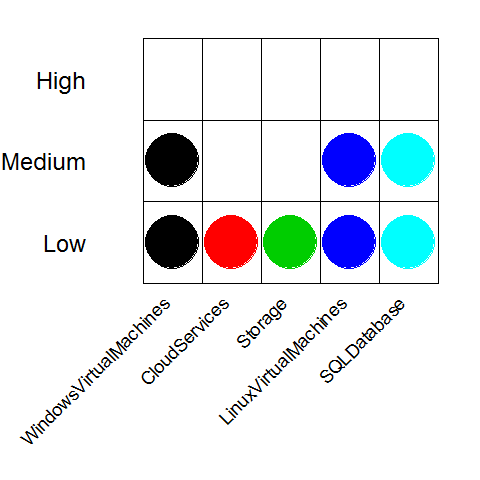 High
Medium
Low
WindowsVirtualMachines
CloudServices
Storage
LinuxVirtualMachines
SQLDatabase